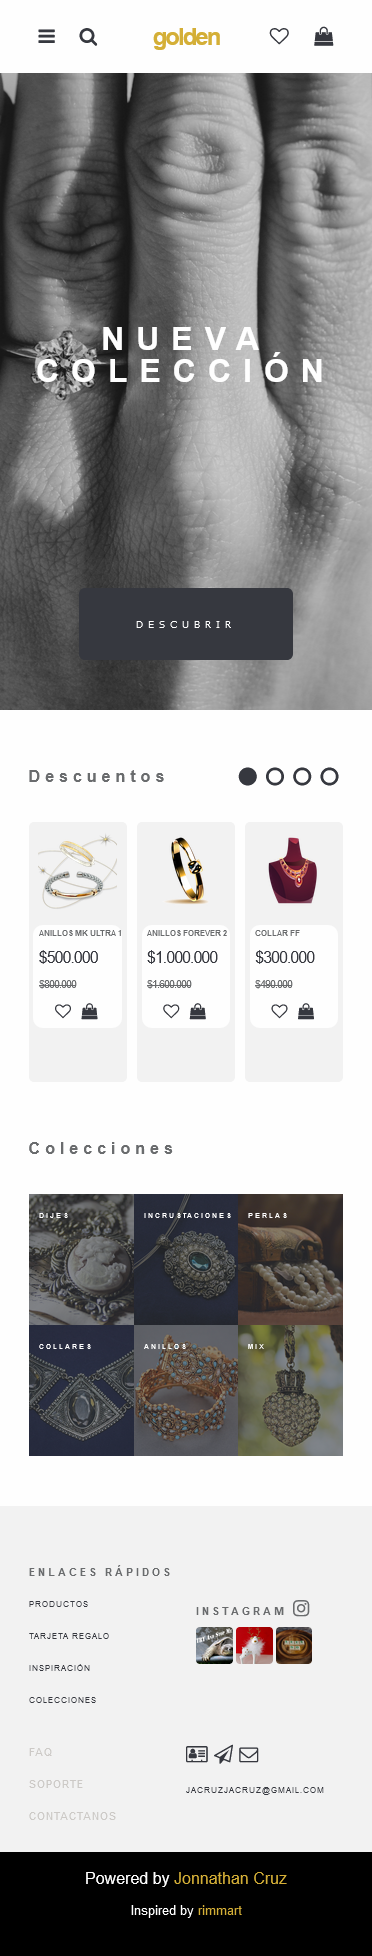 golden
NUEVA
COLECCIÓN
DESCUBRIR
Descuentos
ANILLOS MK ULTRA 1
$500.000
$800.000
ANILLOS FOREVER 2
$1.000.000
$1.600.000
COLLAR FF
$300.000
$490.000
Colecciones
DIJES
INCRUSTACIONES
PERLAS
COLLARES
ANILLOS
MIX
ENLACES RÁPIDOS
PRODUCTOS
TARJETA REGALO
INSPIRACIÓN
COLECCIONES
INSTAGRAM
FAQ
SOPORTE
CONTACTANOS
JACRUZJACRUZ@GMAIL.COM
Powered by Jonnathan Cruz
Inspired by rimmart